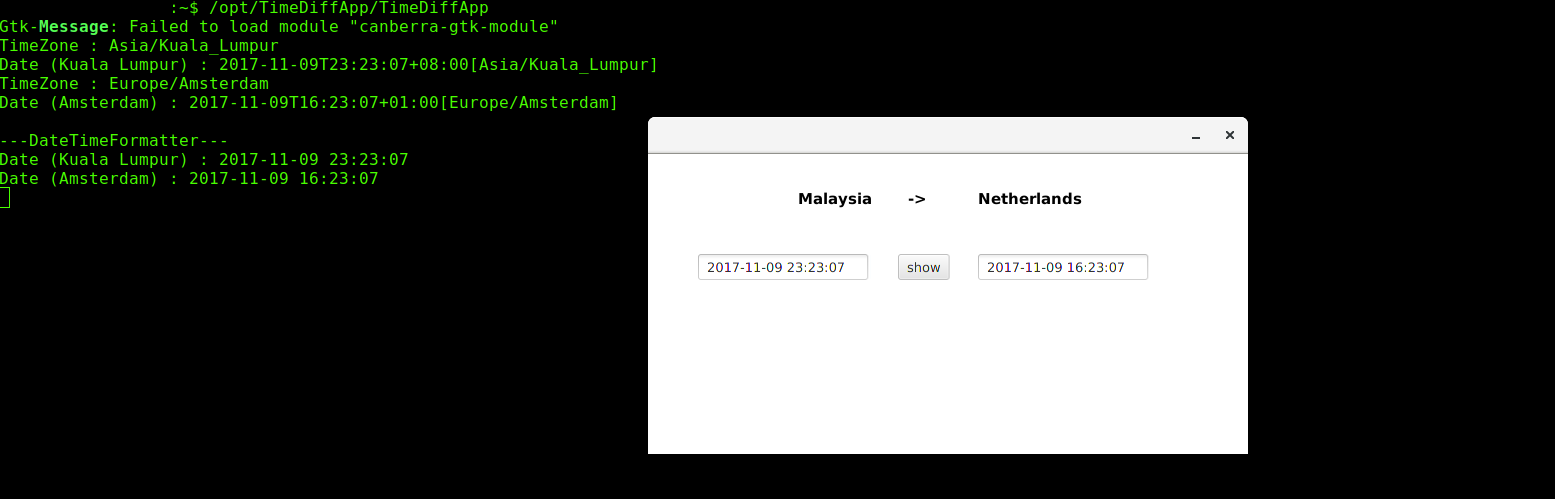 :~$ /opt/TimeDiffApp/TimeDiffApp
Gtk-Message: Failed to load module "canberra-gtk-module"
TimeZone : Asia/Kuala_Lumpur
Date (Kuala Lumpur) : 2017-11-09T23:23:07+08:00[Asia/Kuala_Lumpur]
TimeZone : Europe/Amsterdam
Date (Amsterdam) : 2017-11-09T16:23:07+01:00[Europe/Amsterdam]
---DateTimeFormatter---
Date (Kuala Lumpur) : 2017-11-09 23:23:07
Date (Amsterdam) : 2017-11-09 16:23:07
Malaysia -> Netherlands
2017-11-09 23:23:07 show 2017-11-09 16:23:07